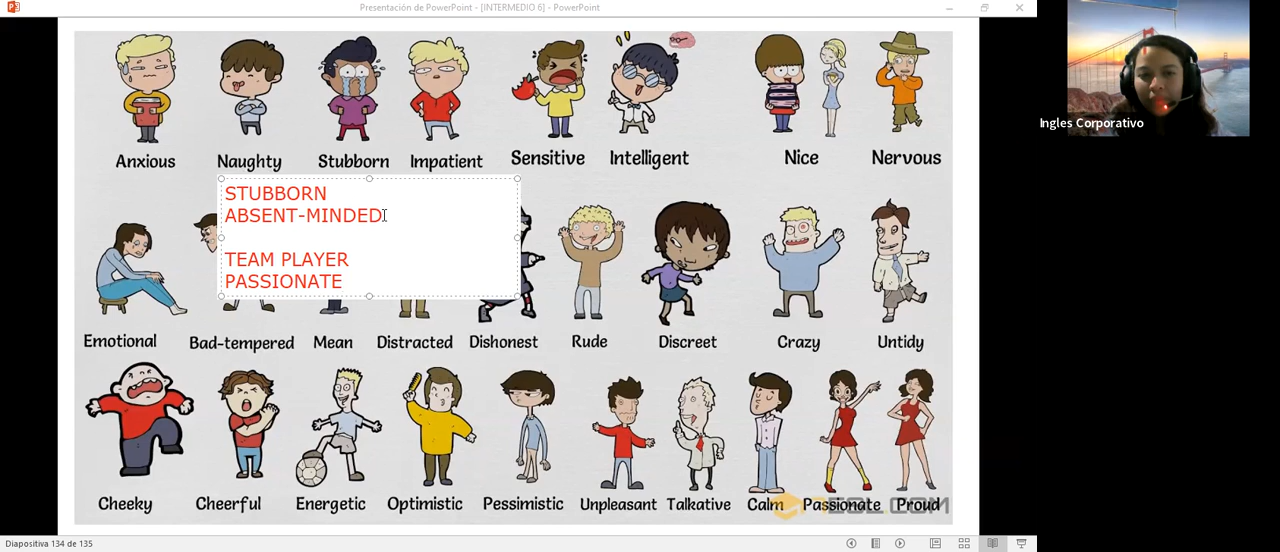 Presentación de PowerPoint - [INTERMEDIO 6] - PowerPoint
Ingles Corporativo
Anxious Naughty Stubborn Impatient Sensitive Intelligent Nice Nervous
STUBBORN
ABSENT-MINDED
TEAM PLAYER
PASSIONATE
Emotional Bad-tempered Mean Distracted Dishonest Rude Discreet Crazy Untidy
Cheeky Cheerful Energetic Optimistic Pessimistic Unpleasant Talkative Calm Passionate Proud
Diapositiva 134 de 135